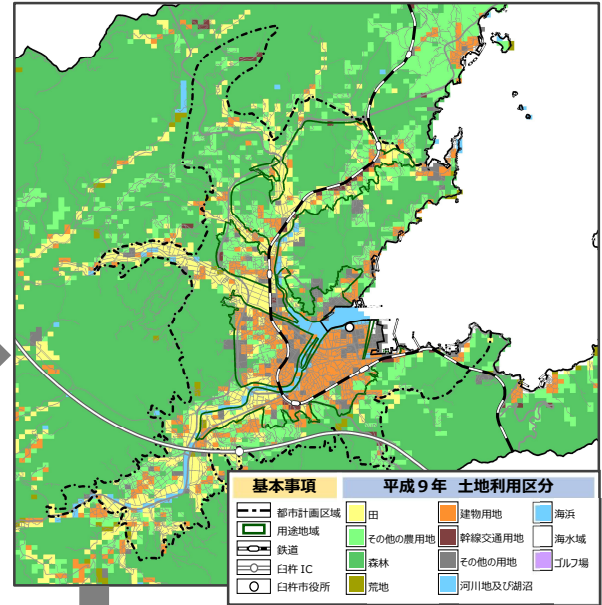 基本事項
平成9年 土地利用区分
都市計画区域
用途地域
鉄道
臼杵 IC
臼杵市役所
田
その他の農用地
森林
荒地
建物用地
幹線交通用地
その他の用地
河川地及び湖沼
海浜
海水域
ゴルフ場